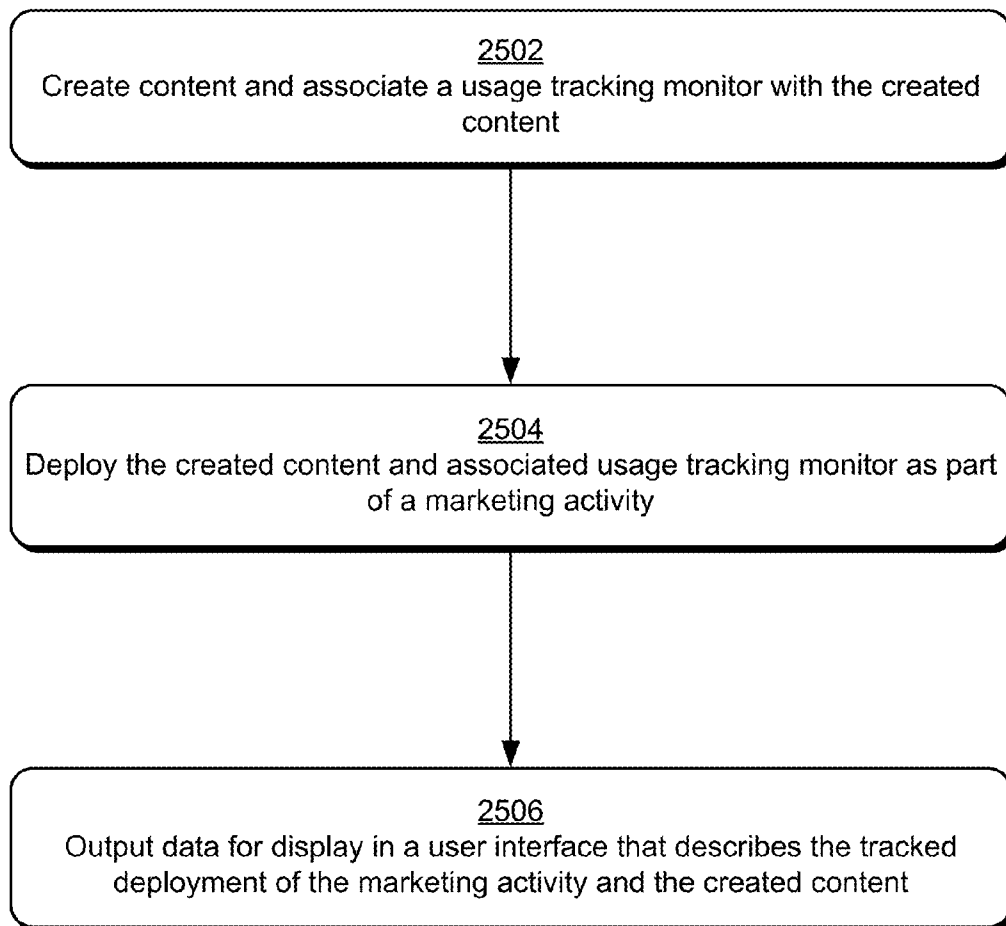 2502
Create content and associate a usage tracking monitor with the created
content
2504
Deploy the created content and associated usage tracking monitor as part
of a marketing activity
2506
Output data for display in a user interface that describes the tracked
deployment of the marketing activity and the created content